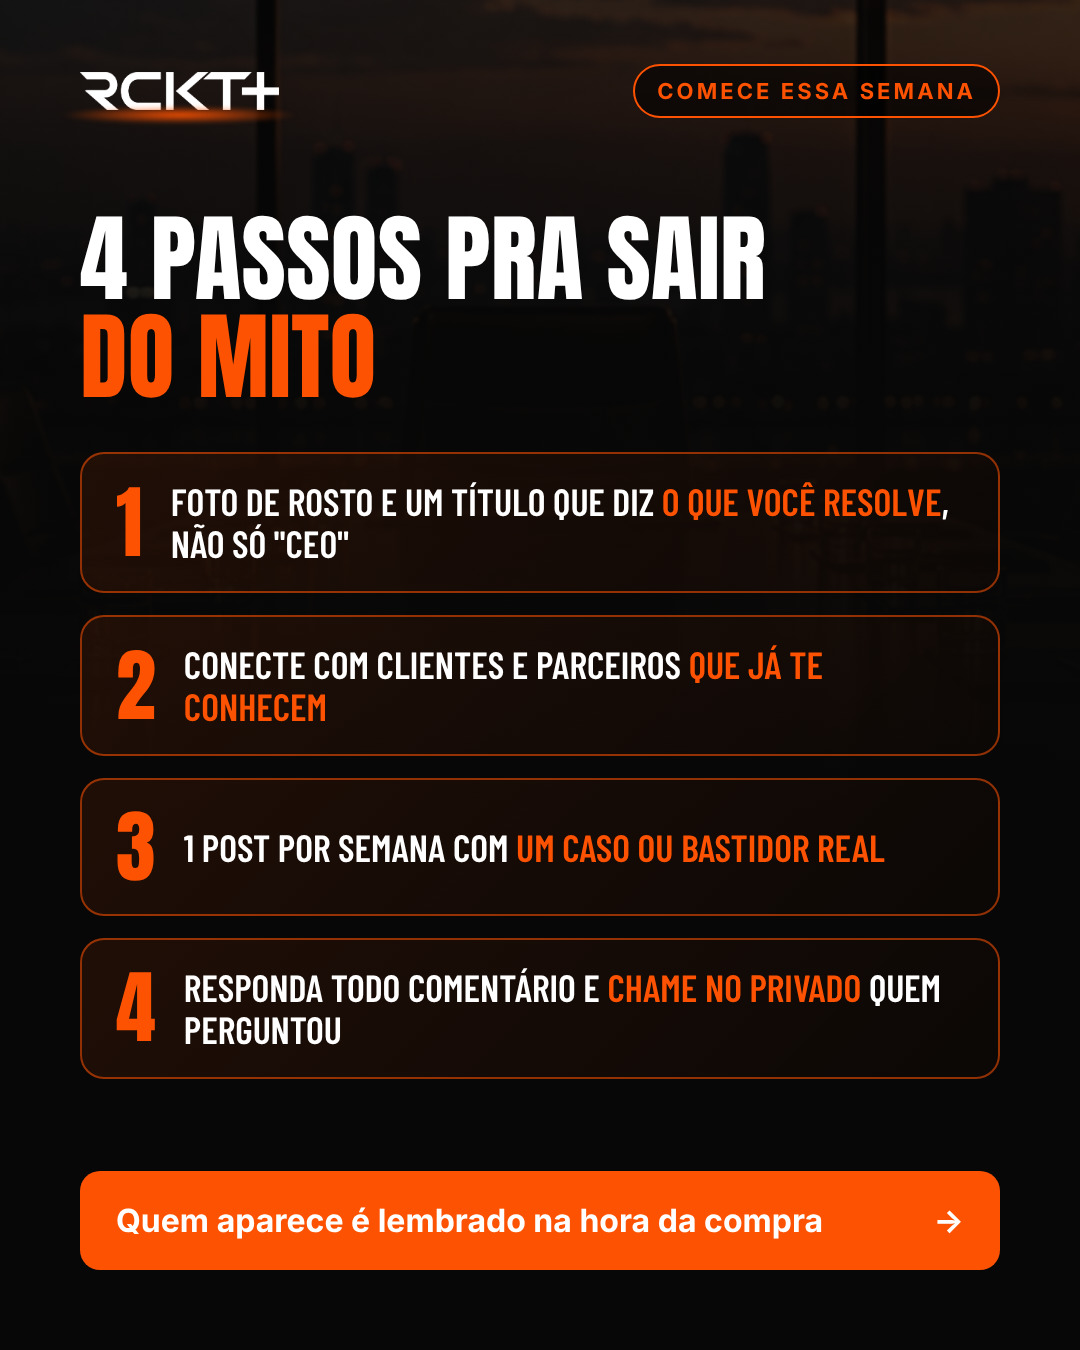 RCKT+
COMECE ESSA SEMANA
4 PASSOS PRA SAIR
DO MITO
1
FOTO DE ROSTO E UM TÍTULO QUE DIZ O QUE VOCÊ RESOLVE,
NÃO SÓ "CEO"
2
CONECTE COM CLIENTES E PARCEIROS QUE JÁ TE
CONHECEM
3
1 POST POR SEMANA COM UM CASO OU BASTIDOR REAL
4
RESPONDA TODO COMENTÁRIO E CHAME NO PRIVADO QUEM
PERGUNTOU
Quem aparece é lembrado na hora da compra →